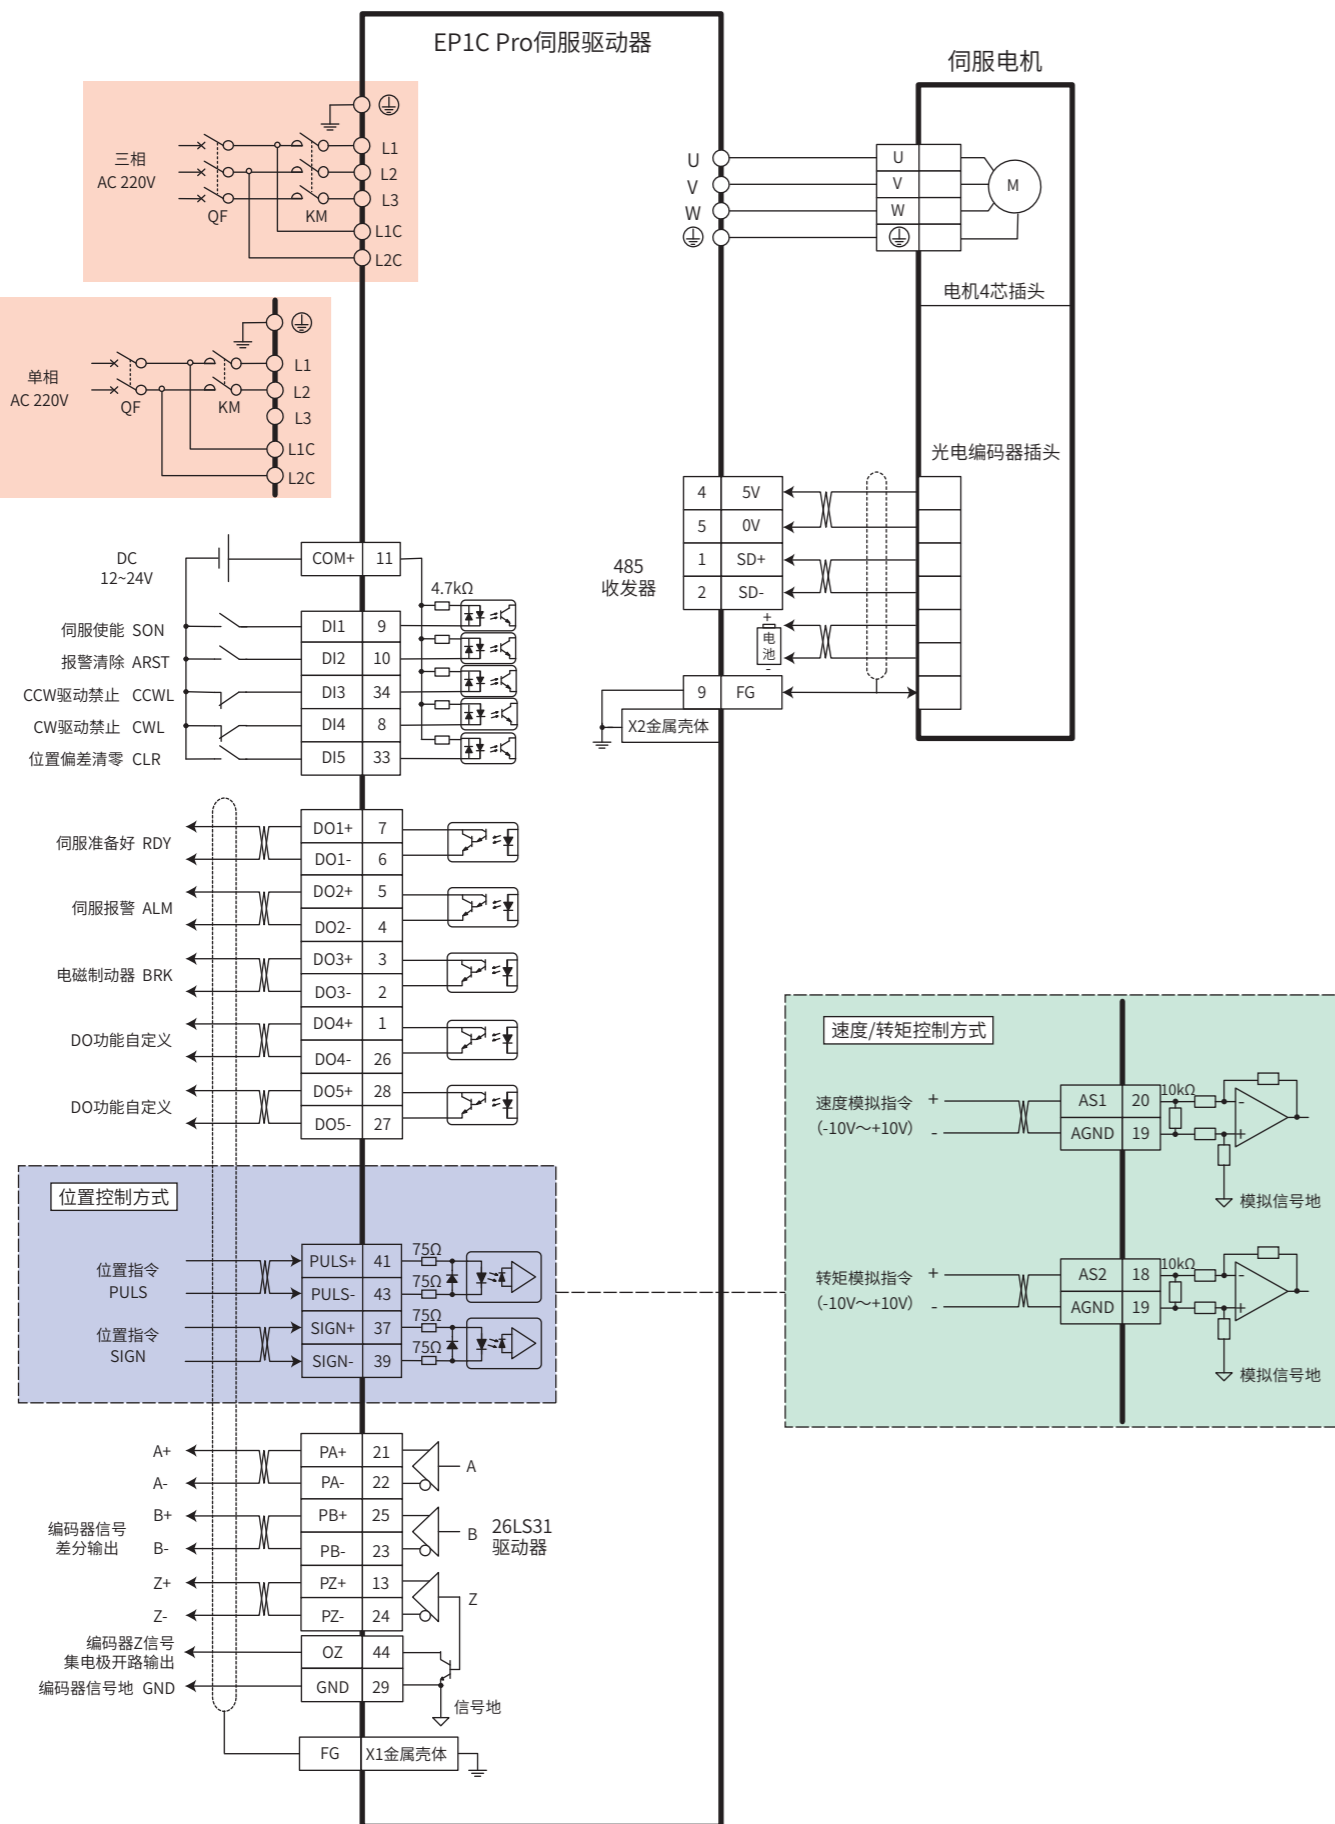 EP1C Pro伺服驱动器
伺服电机
三相
AC 220V
QF
KM
L1
L2
L3
L1C
L2C
U
V
W
U
V
W
M
电机4芯插头
单相
AC 220V
QF
KM
L1
L2
L3
L1C
L2C
光电编码器插头
485
收发器
4 5V
5 0V
1 SD+
2 SD-
+
电
池
-
9 FG
X2金属壳体
DC
12~24V
COM+ 11
4.7kΩ
伺服使能 SON DI1 9
报警清除 ARST DI2 10
CCW驱动禁止 CCWL DI3 34
CW驱动禁止 CWL DI4 8
位置偏差清零 CLR DI5 33
伺服准备好 RDY
DO1+ 7
DO1- 6
伺服报警 ALM
DO2+ 5
DO2- 4
电磁制动器 BRK
DO3+ 3
DO3- 2
DO功能自定义
DO4+ 1
DO4- 26
DO功能自定义
DO5+ 28
DO5- 27
位置控制方式
位置指令
PULS
PULS+ 41 75Ω
PULS- 43 75Ω
位置指令
SIGN
SIGN+ 37 75Ω
SIGN- 39 75Ω
速度/转矩控制方式
速度模拟指令 +
(-10V～+10V) -
AS1 20 10kΩ
AGND 19
-
+
模拟信号地
转矩模拟指令 +
(-10V～+10V) -
AS2 18 10kΩ
AGND 19
-
+
模拟信号地
编码器信号
差分输出
A+ PA+ 21
A- PA- 22
A
B+ PB+ 25
B- PB- 23
B
26LS31
驱动器
Z+ PZ+ 13
Z- PZ- 24
Z
编码器Z信号
集电极开路输出
OZ 44
编码器信号地 GND GND 29
信号地
FG X1金属壳体